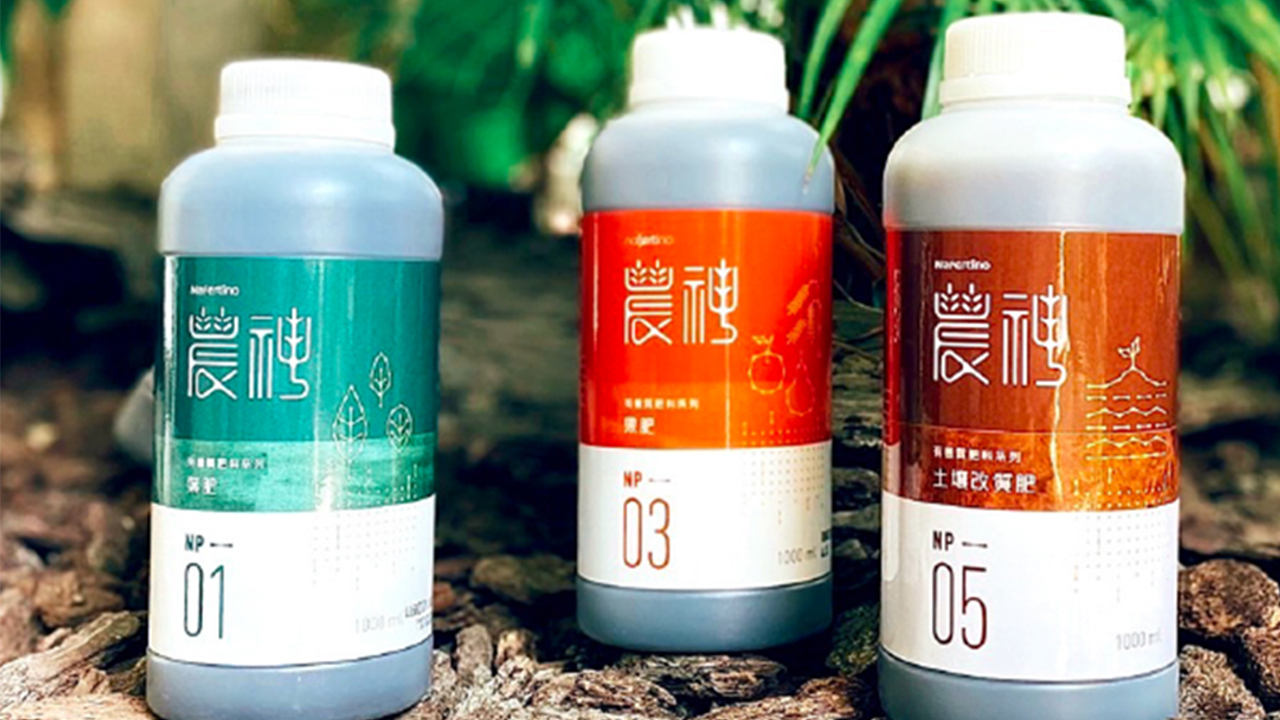 Nafertino
農神
有機質肥料系列
葉肥
NP —
01
1000 ml
nafertino
農神
有機質肥料系列
果肥
NP —
03
1000 ml
Nafertino
農神
有機質肥料系列
土壤改質肥
NP —
05
1000 ml